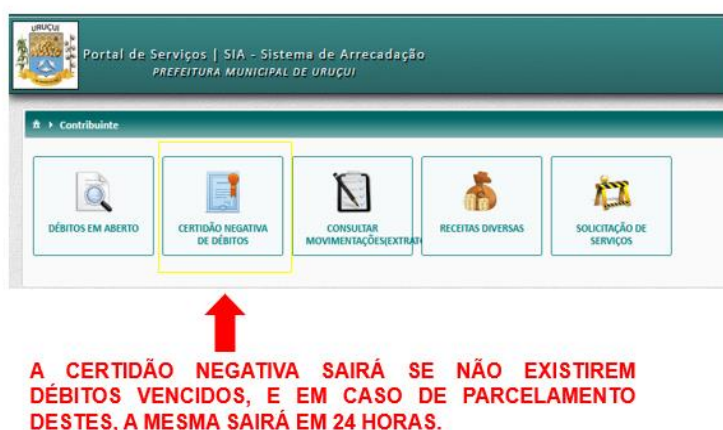 URUÇUI
Portal de Serviços | SIA - Sistema de Arrecadação
PREFEITURA MUNICIPAL DE URUÇUI
Contribuinte
DÉBITOS EM ABERTO
CERTIDÃO NEGATIVA
DE DÉBITOS
CONSULTAR
MOVIMENTAÇÕES(EXTRATO
RECEITAS DIVERSAS
SOLICITAÇÃO DE
SERVIÇOS
A CERTIDÃO NEGATIVA SAIRÁ SE NÃO EXISTIREM
DÉBITOS VENCIDOS, E EM CASO DE PARCELAMENTO
DESTES, A MESMA SAIRÁ EM 24 HORAS.